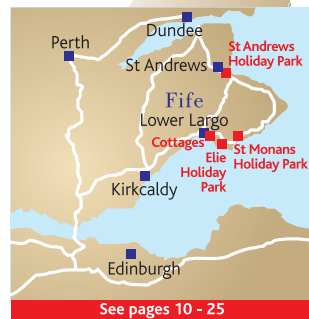 Dundee
Perth
St Andrews
Holiday Park
St Andrews
Fife
Lower Largo
Cottages
St Monans
Holiday Park
Elie
Holiday
Park
Kirkcaldy
Edinburgh
See pages 10 - 25